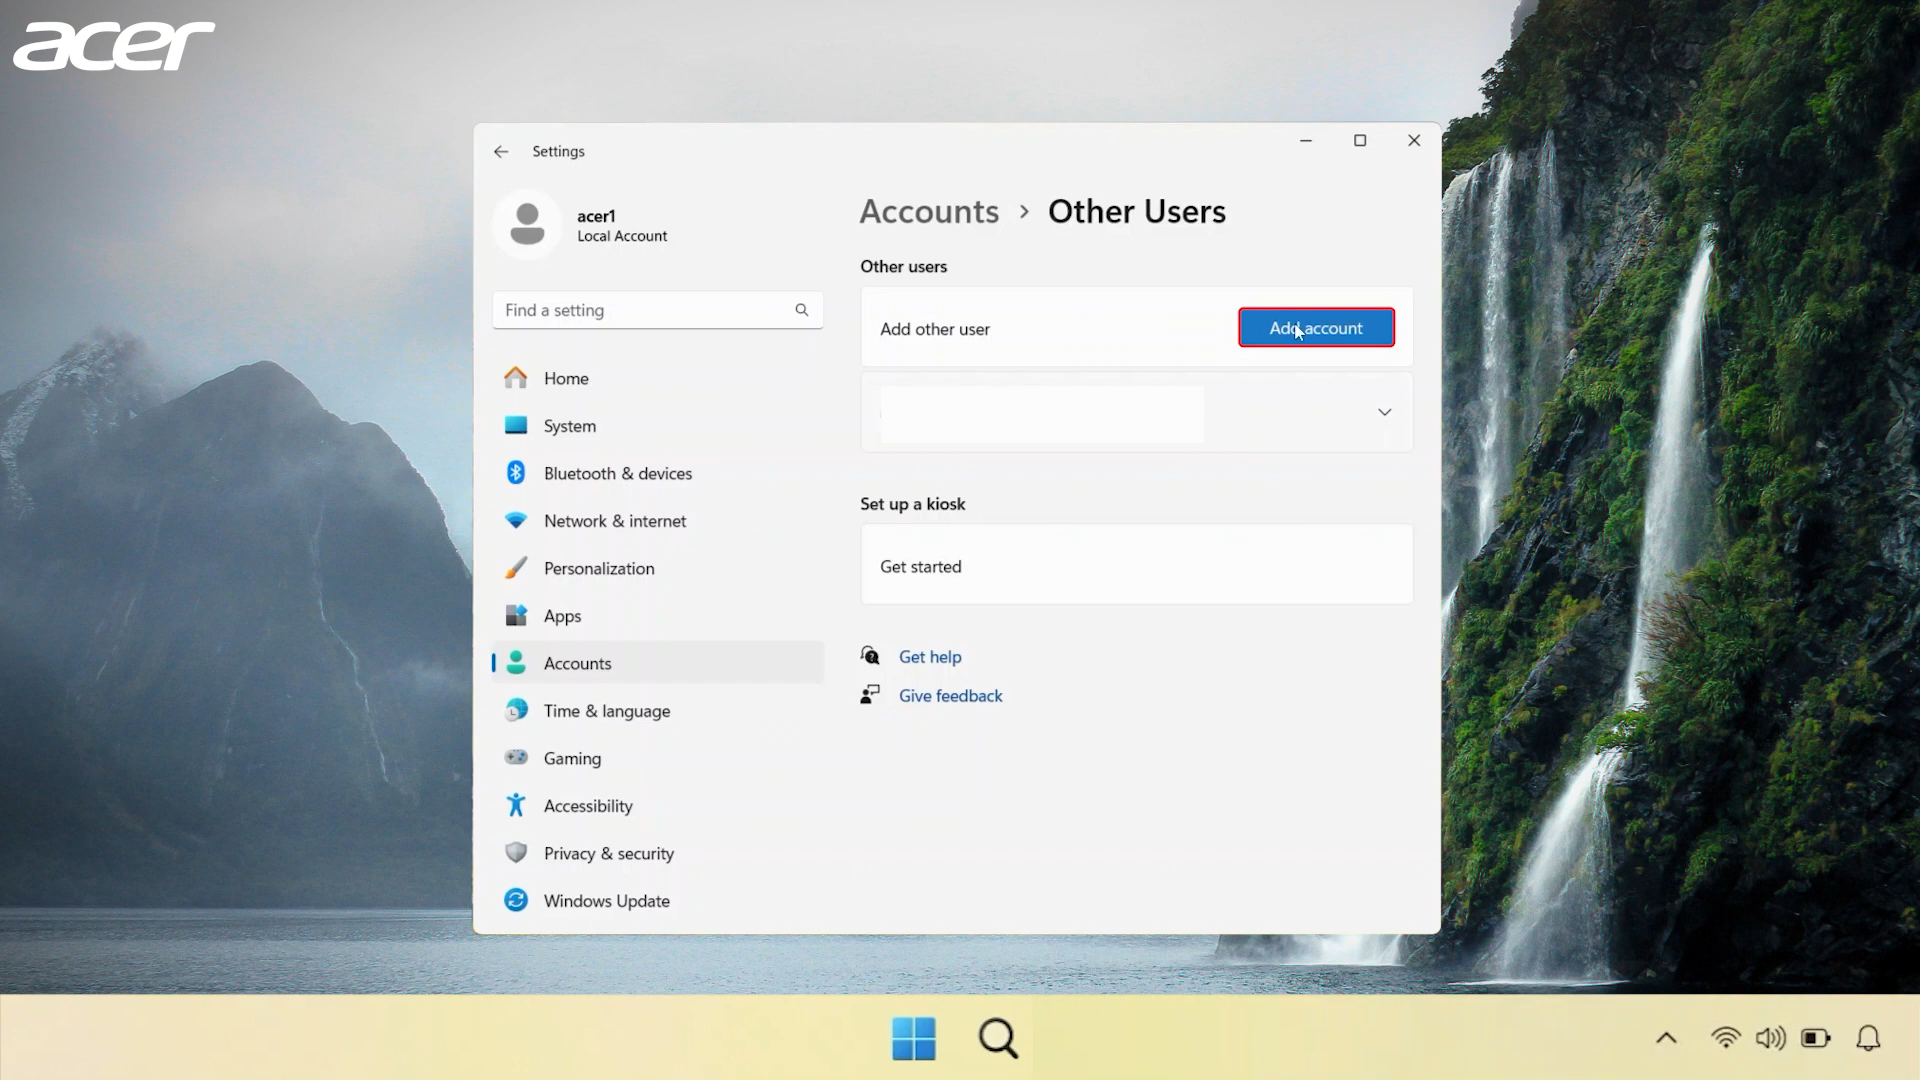 acer
Settings
acer1
Local Account
Find a setting
Home
System
Bluetooth & devices
Network & internet
Personalization
Apps
Accounts
Time & language
Gaming
Accessibility
Privacy & security
Windows Update
Accounts > Other Users
Other users
Add other user
Add account
Set up a kiosk
Get started
Get help
Give feedback